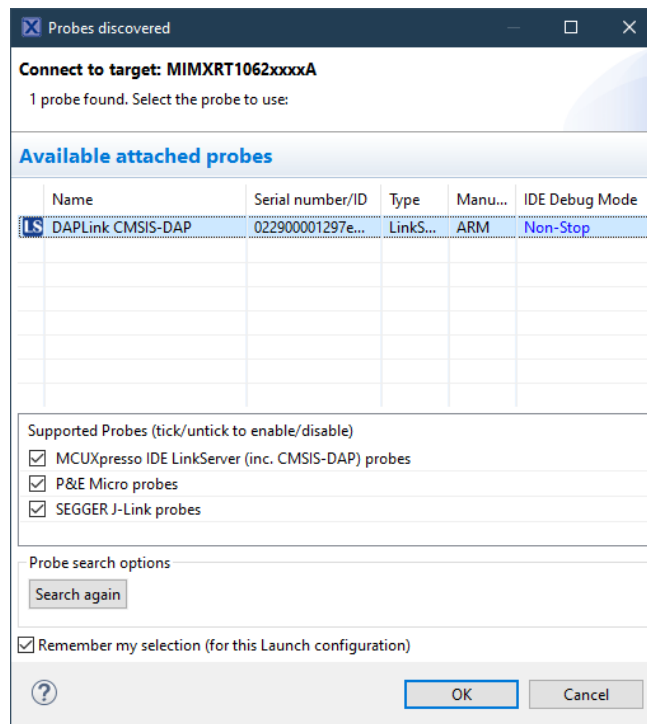 Probes discovered
Connect to target: MIMXRT1062xxxxA
1 probe found. Select the probe to use:
Available attached probes
Name Serial number/ID Type Manu... IDE Debug Mode
LS DAPLink CMSIS-DAP 022900001297e... LinkS... ARM Non-Stop
Supported Probes (tick/untick to enable/disable)
MCUXpresso IDE LinkServer (inc. CMSIS-DAP) probes
P&E Micro probes
SEGGER J-Link probes
Probe search options
Search again
Remember my selection (for this Launch configuration)
? OK Cancel